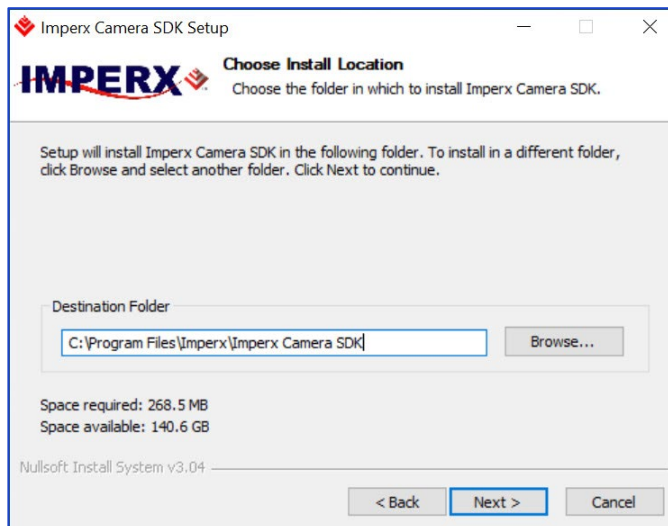 Imperx Camera SDK Setup
IMPERX
Choose Install Location
Choose the folder in which to install Imperx Camera SDK.
Setup will install Imperx Camera SDK in the following folder. To install in a different folder,
click Browse and select another folder. Click Next to continue.
Destination Folder
C:\Program Files\Imperx\Imperx Camera SDK
Browse...
Space required: 268.5 MB
Space available: 140.6 GB
Nullsoft Install System v3.04
< Back
Next >
Cancel